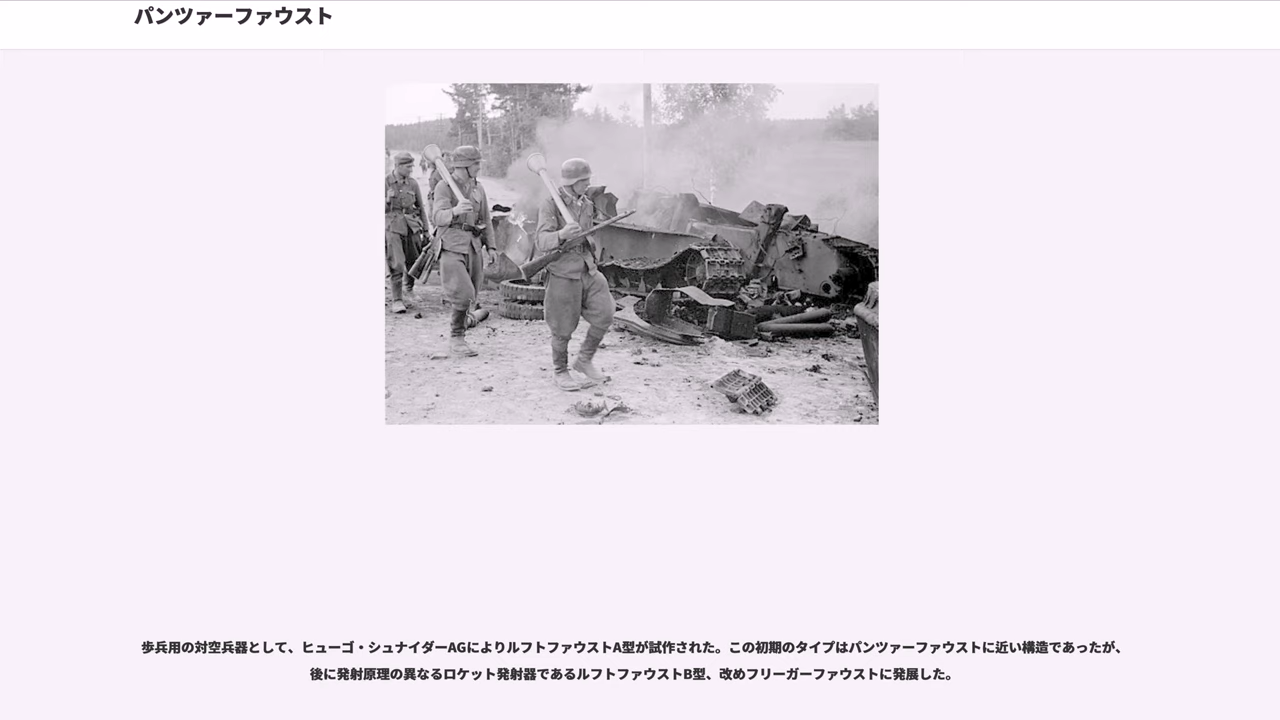 パンツァーファウスト
歩兵用の対空兵器として、ヒューゴ・シュナイダーAGによりルフトファウストA型が試作された。この初期のタイプはパンツァーファウストに近い構造であったが、
後に発射原理の異なるロケット発射器であるルフトファウストB型、改めフリーガーファウストに発展した。